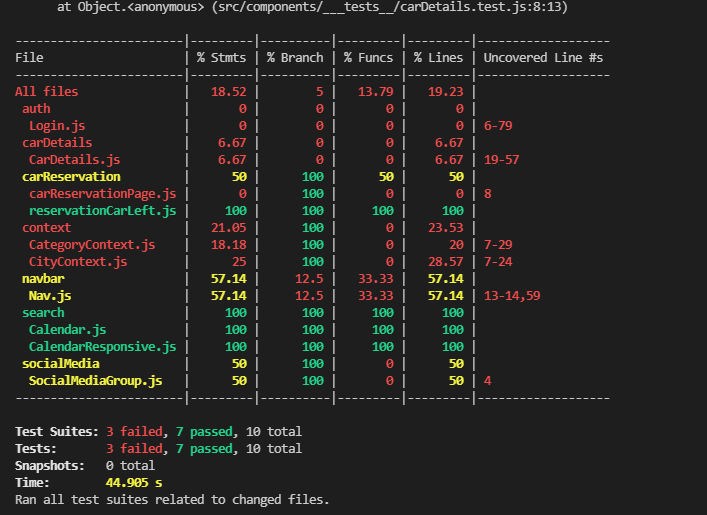 at Object.<anonymous> (src/components/___tests__/carDetails.test.js:8:13)
------------------------|---------|----------|---------|---------|-------------------
File                    | % Stmts | % Branch | % Funcs | % Lines | Uncovered Line #s
------------------------|---------|----------|---------|---------|-------------------
All files               |   18.52 |        5 |   13.79 |   19.23 |
 auth                   |       0 |        0 |       0 |       0 |
  Login.js              |       0 |        0 |       0 |       0 | 6-79
 carDetails             |    6.67 |        0 |       0 |    6.67 |
  CarDetails.js         |    6.67 |        0 |       0 |    6.67 | 19-57
 carReservation         |      50 |      100 |      50 |      50 |
  carReservationPage.js |       0 |      100 |       0 |       0 | 8
  reservationCarLeft.js |     100 |      100 |     100 |     100 |
 context                |   21.05 |      100 |       0 |   23.53 |
  CategoryContext.js    |   18.18 |      100 |       0 |      20 | 7-29
  CityContext.js        |      25 |      100 |       0 |   28.57 | 7-24
 navbar                 |   57.14 |     12.5 |   33.33 |   57.14 |
  Nav.js                |   57.14 |     12.5 |   33.33 |   57.14 | 13-14,59
 search                 |     100 |      100 |     100 |     100 |
  Calendar.js           |     100 |      100 |     100 |     100 |
  CalendarResponsive.js |     100 |      100 |     100 |     100 |
 socialMedia            |      50 |      100 |       0 |      50 |
  SocialMediaGroup.js   |      50 |      100 |       0 |      50 | 4
------------------------|---------|----------|---------|---------|-------------------
Test Suites: 3 failed, 7 passed, 10 total
Tests:       3 failed, 7 passed, 10 total
Snapshots:   0 total
Time:        44.905 s
Ran all test suites related to changed files.